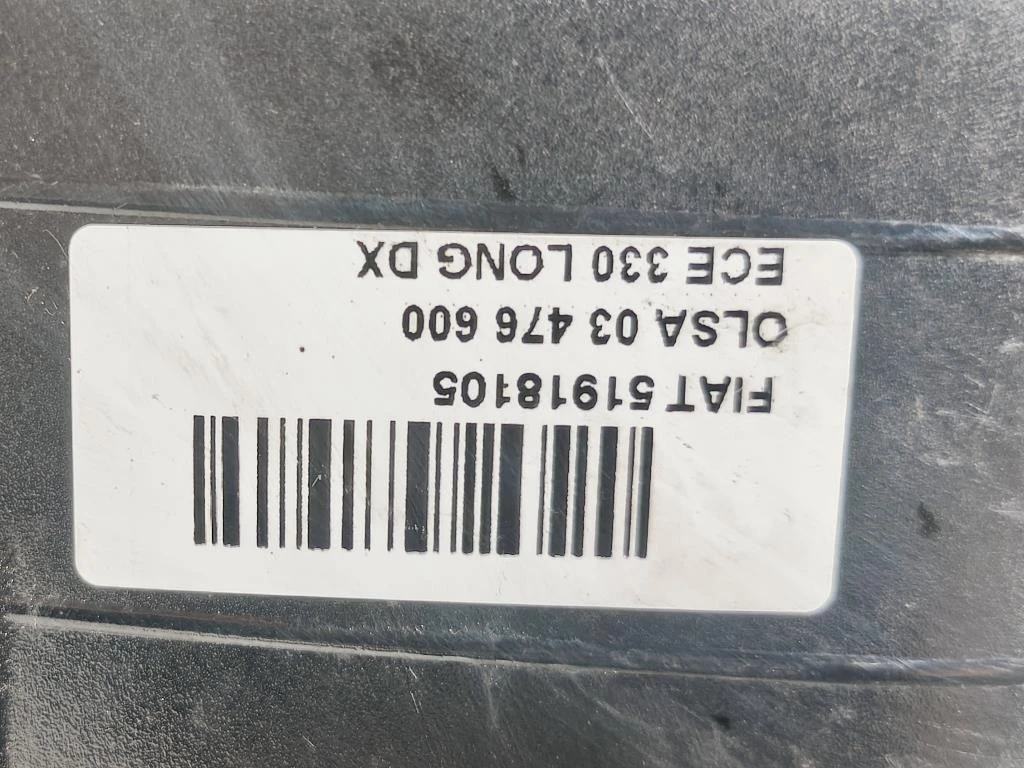 FIAT 51918105
OLSA 03 476 600
ECE 330 LONG DX